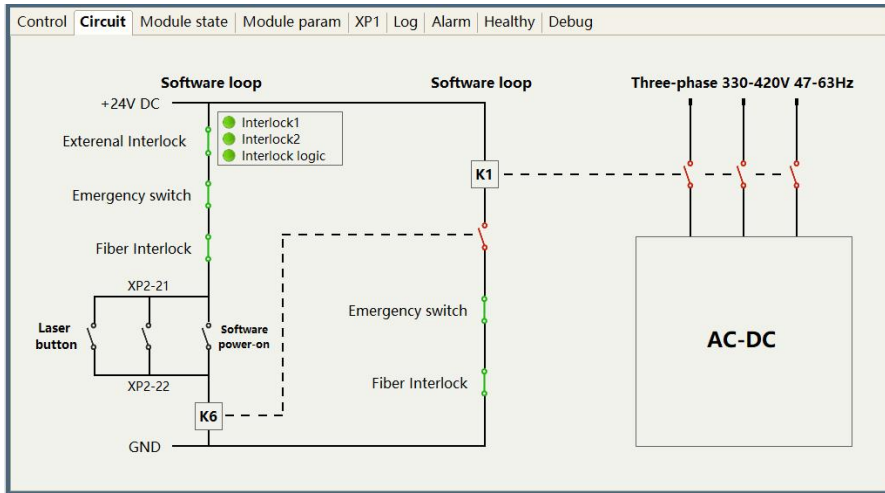 Control Circuit Module state Module param XP1 Log Alarm Healthy Debug
Software loop
Software loop
Three-phase 330-420V 47-63Hz
+24V DC
Interlock1
Interlock2
Interlock logic
Exterenal Interlock
K1
Emergency switch
Fiber Interlock
XP2-21
Laser
button
Software
power-on
XP2-22
K6
GND
Emergency switch
Fiber Interlock
AC-DC